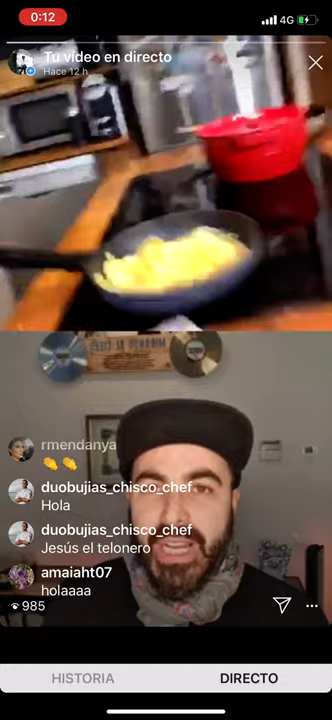 0:12
4G
Tu vídeo en directo
Hace 12 h
rmendanya
👏👏
duobujias_chisco_chef
Hola
duobujias_chisco_chef
Jesús el telonero
amaiaht07
holaaaa
985
HISTORIA
DIRECTO